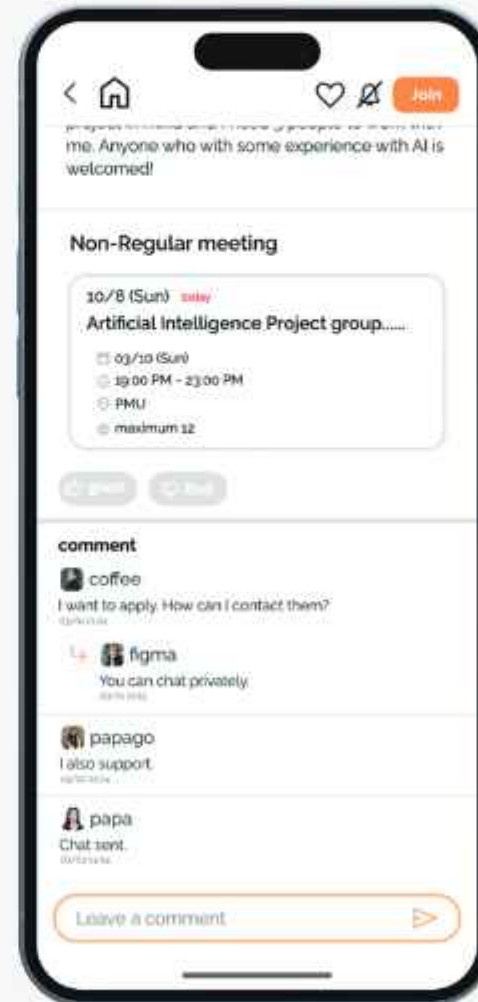 Join
me. Anyone who with some experience with AI is
welcomed!
Non-Regular meeting
10/8 (Sun) today
Artificial Intelligence Project group......
03/10 (Sun)
19:00 PM - 23:00 PM
PMU
maximum 12
comment
coffee
I want to apply. How can I contact them?
figma
You can chat privately.
papago
I also support.
papa
Chat sent.
Leave a comment